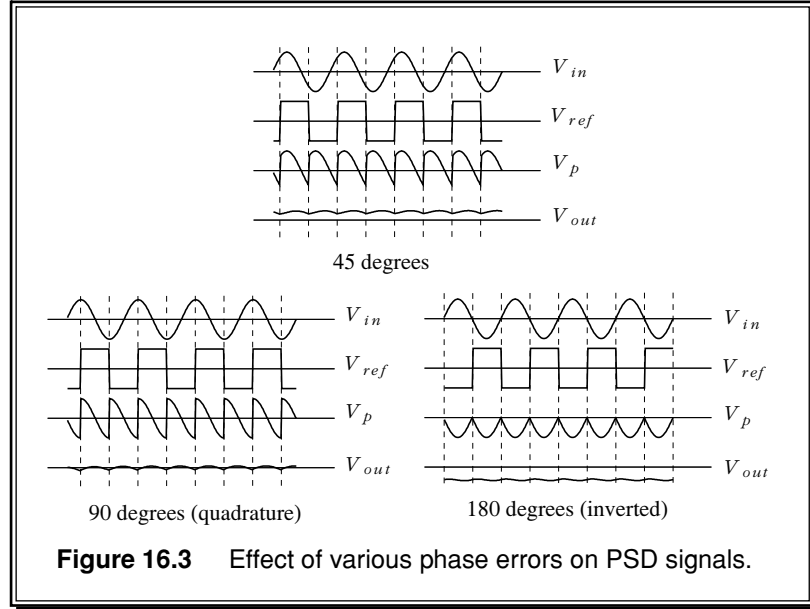 V in
V ref
V p
V out
45 degrees
V in
V ref
V p
V out
90 degrees (quadrature)
V in
V ref
V p
V out
180 degrees (inverted)
Figure 16.3 Effect of various phase errors on PSD signals.